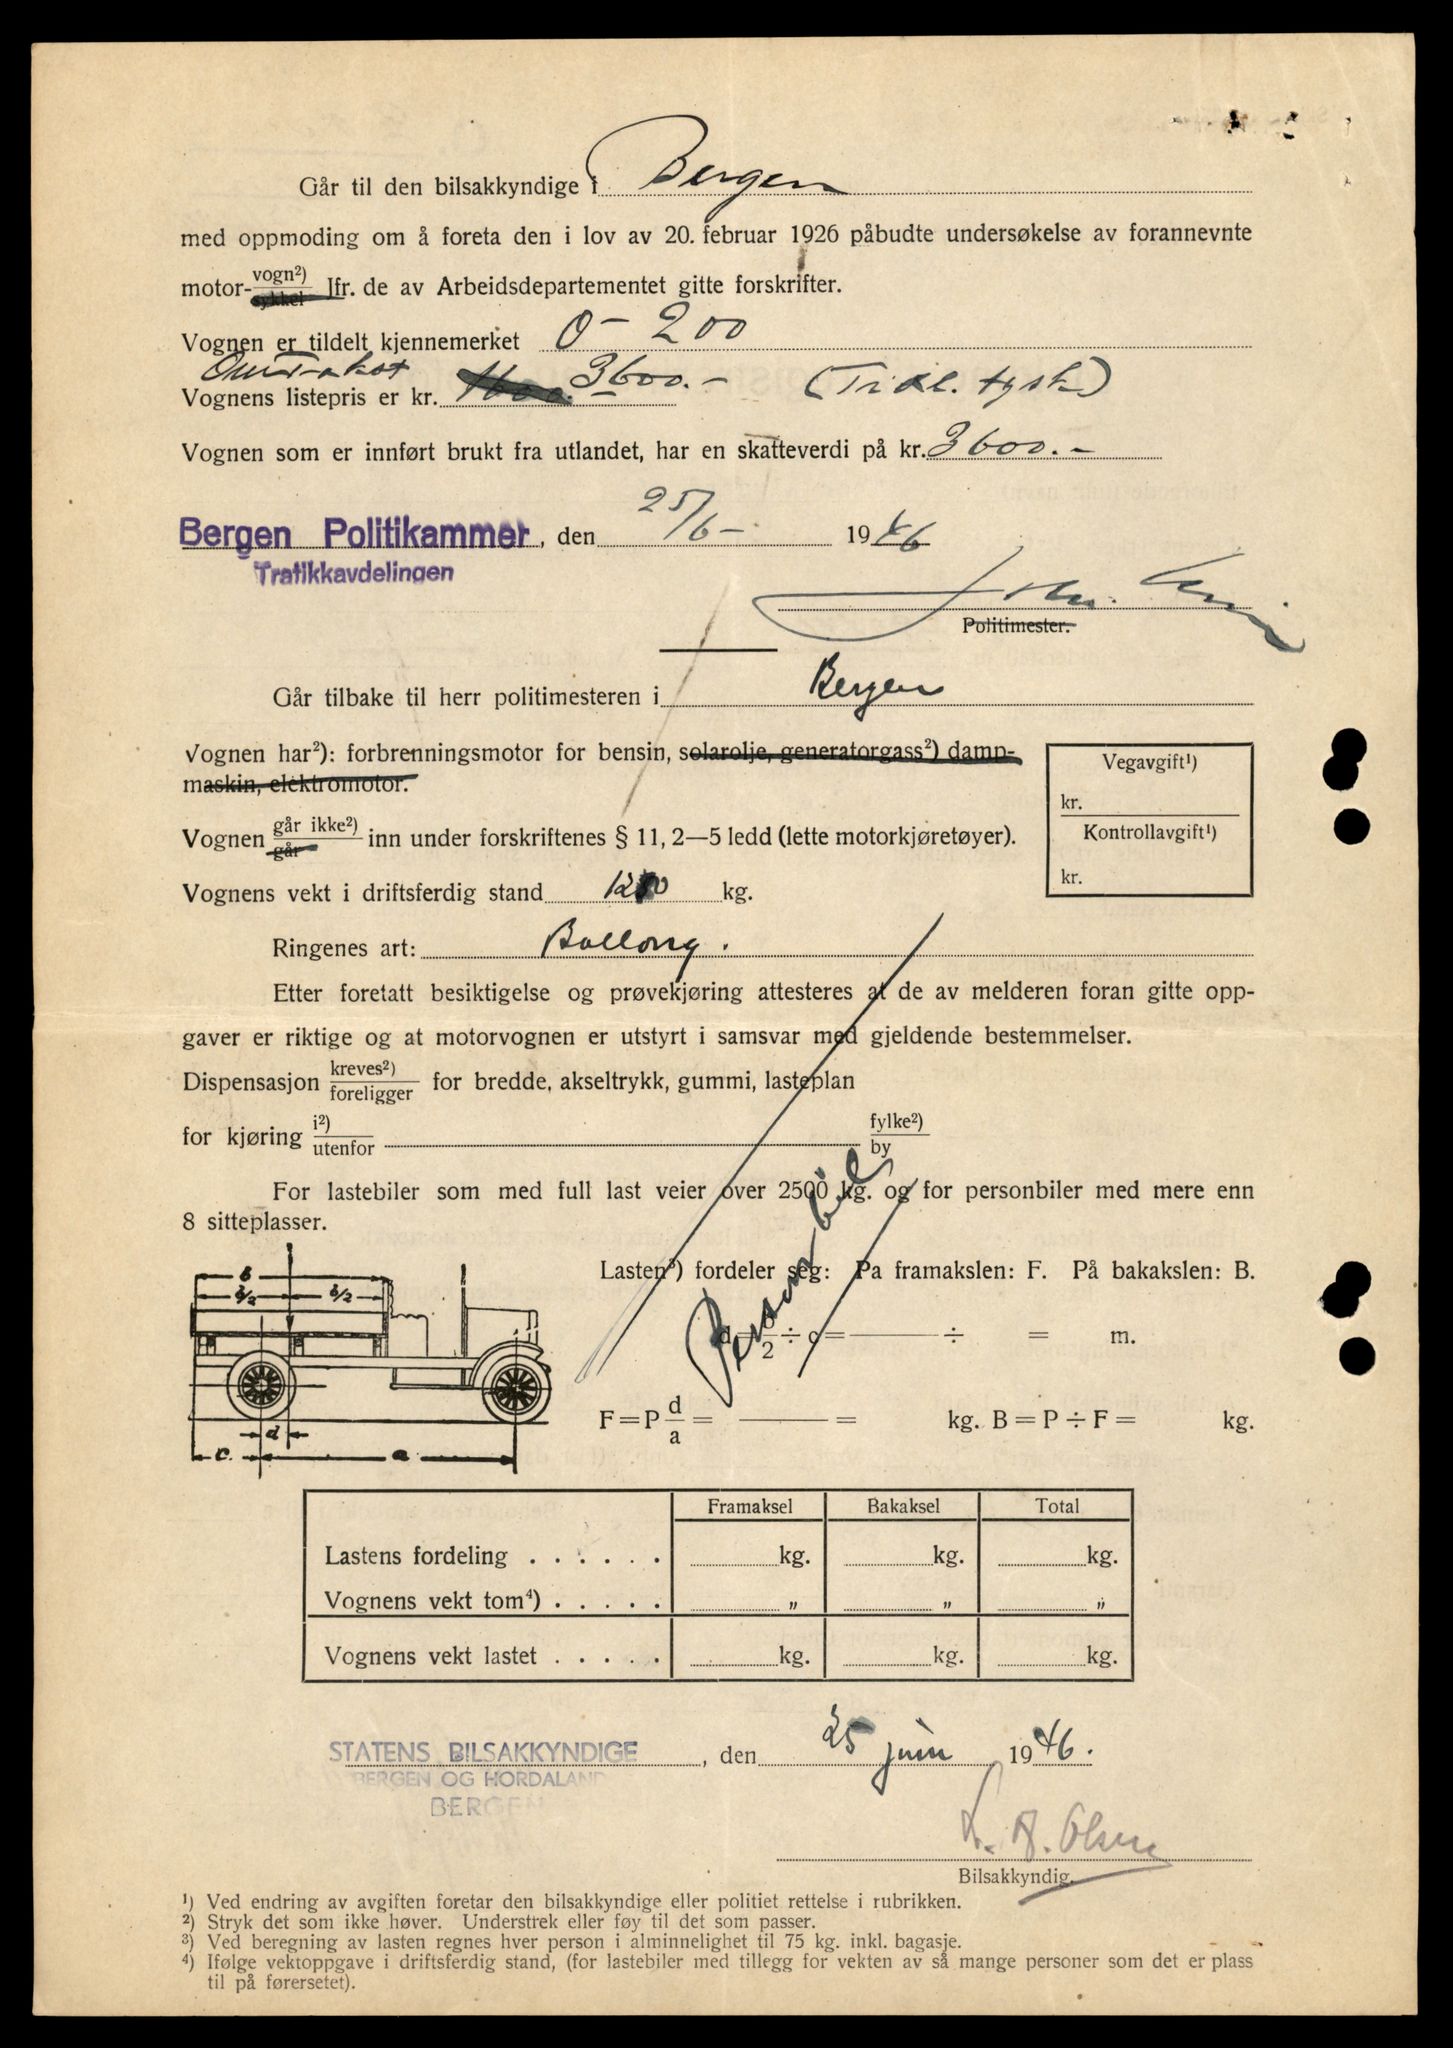 Går til den bilsakkyndige i Bergen
med oppmoding om å foreta den i lov av 20. februar 1926 påbudte undersøkelse av forannevnte
motor- vogn²) / sykkel Jfr. de av Arbeidsdepartementet gitte forskrifter.
Vognen er tildelt kjennemerket O - 200
Vognens listepris er kr. 1600. 3600.- (Tidl. tysk)
Vognen som er innført brukt fra utlandet, har en skatteverdi på kr. 3600.-
Bergen Politikammer, den 25/6- 1946
Trafikkavdelingen
Politimester.
Går tilbake til herr politimesteren i Bergen
Vognen har²): forbrenningsmotor for bensin, solarolje, generatorgass²) damp-
maskin, elektromotor.
Vegavgift¹)
kr.
Kontrollavgift¹)
kr.
Vognen går ikke²) / går inn under forskriftenes § 11, 2—5 ledd (lette motorkjøretøyer).
Vognens vekt i driftsferdig stand kg.
Ringenes art: Ballong.
Etter foretatt besiktigelse og prøvekjøring attesteres at de av melderen foran gitte opp-
gaver er riktige og at motorvognen er utstyrt i samsvar med gjeldende bestemmelser.
Dispensasjon kreves²) / foreligger for bredde, akseltrykk, gummi, lasteplan
for kjøring i²) / utenfor fylke²) / by
For lastebiler som med full last veier over 2500 kg. og for personbiler med mere enn
8 sitteplasser.
Personbil
Lasten³) fordeler seg: Pa framakslen: F. På bakakslen: B.
d = b/2 ÷ c = ÷ = m.
F = P d/a = = kg. B = P ÷ F = kg.
b
b/2 b/2
d
c. a
Framaksel Bakaksel Total
Lastens fordeling . . . . . . kg. kg. kg.
Vognens vekt tom⁴) . . . . . „ „ „
Vognens vekt lastet . . . . . kg. kg. kg.
STATENS BILSAKKYNDIGE, den 25 juni 1946.
BERGEN OG HORDALAND
BERGEN
L. A. Olsen
Bilsakkyndig.
¹) Ved endring av avgiften foretar den bilsakkyndige eller politiet rettelse i rubrikken.
²) Stryk det som ikke høver. Understrek eller føy til det som passer.
³) Ved beregning av lasten regnes hver person i alminnelighet til 75 kg. inkl. bagasje.
⁴) Ifølge vektoppgave i driftsferdig stand, (for lastebiler med tillegg for vekten av så mange personer som det er plass
til på førersetet).